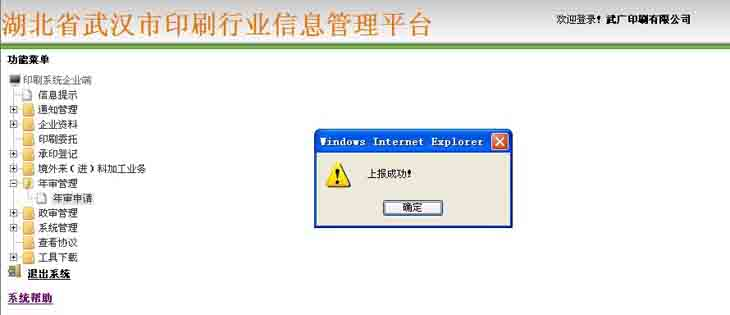 湖北省武汉市印刷行业信息管理平台
欢迎登录! 武广印刷有限公司
功能菜单
印刷系统企业端
信息提示
通知管理
企业资料
印刷委托
承印登记
境外来(进)料加工业务
年审管理
年审申请
政审管理
系统管理
查看协议
工具下载
退出系统
系统帮助
Windows Internet Explorer
上报成功!
确定